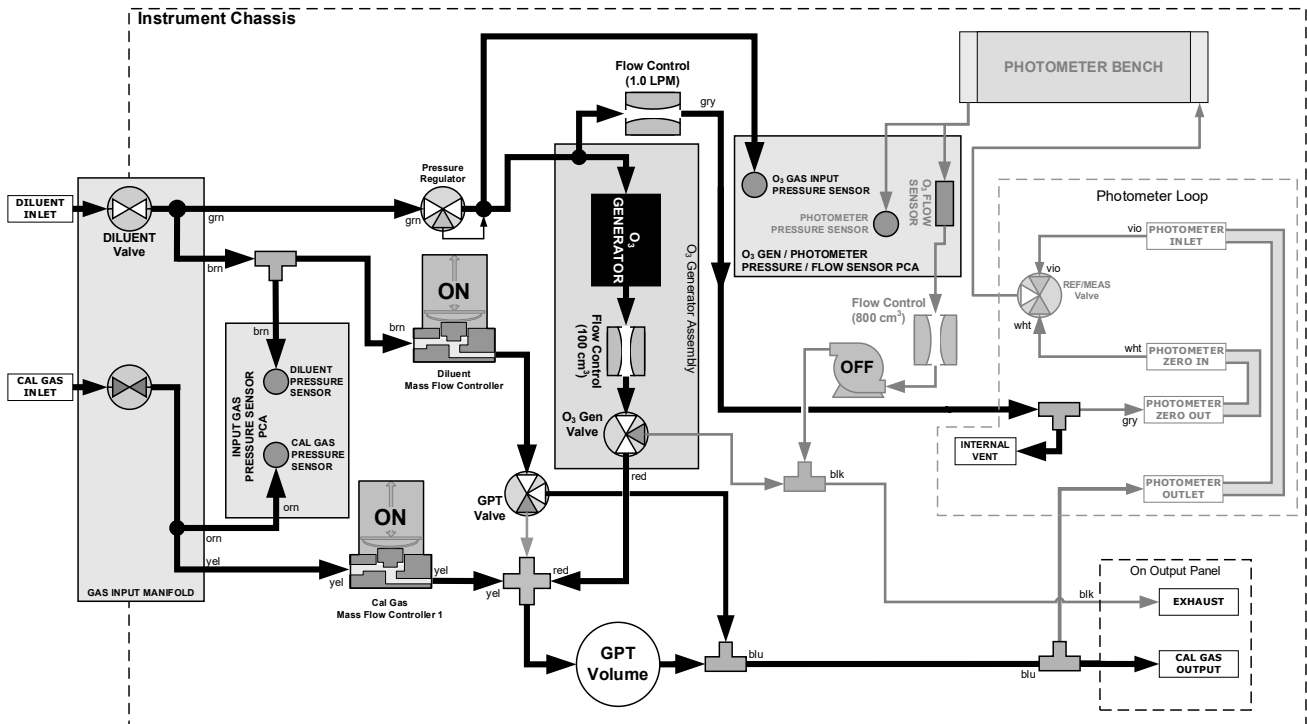 Instrument Chassis
Flow Control
(1.0 LPM)
gry
PHOTOMETER BENCH
Pressure
Regulator
O₃ GAS INPUT
PRESSURE SENSOR
O₃ FLOW
SENSOR
PHOTOMETER
PRESSURE SENSOR
O₃ GEN / PHOTOMETER
PRESSURE / FLOW SENSOR PCA
Photometer Loop
DILUENT
INLET
DILUENT
Valve
grn
grn
O₃
GENERATOR
O₃ Generator Assembly
vio
PHOTOMETER
INLET
vio
REF/MEAS
Valve
brn
ON
brn
Diluent
Mass Flow Controller
brn
Flow Control
(100 cm³)
Flow Control
(800 cm³)
OFF
wht
wht
PHOTOMETER
ZERO IN
CAL GAS
INLET
INPUT GAS
PRESSURE SENSOR
PCA
DILUENT
PRESSURE
SENSOR
CAL GAS
PRESSURE
SENSOR
O₃ Gen
Valve
PHOTOMETER
ZERO OUT
gry
INTERNAL
VENT
red
blk
PHOTOMETER
OUTLET
GPT
Valve
ON
orn
orn
yel
yel
yel
yel
red
Cal Gas
Mass Flow Controller 1
GAS INPUT MANIFOLD
On Output Panel
blk
EXHAUST
GPT
Volume
blu
blu
CAL GAS
OUTPUT